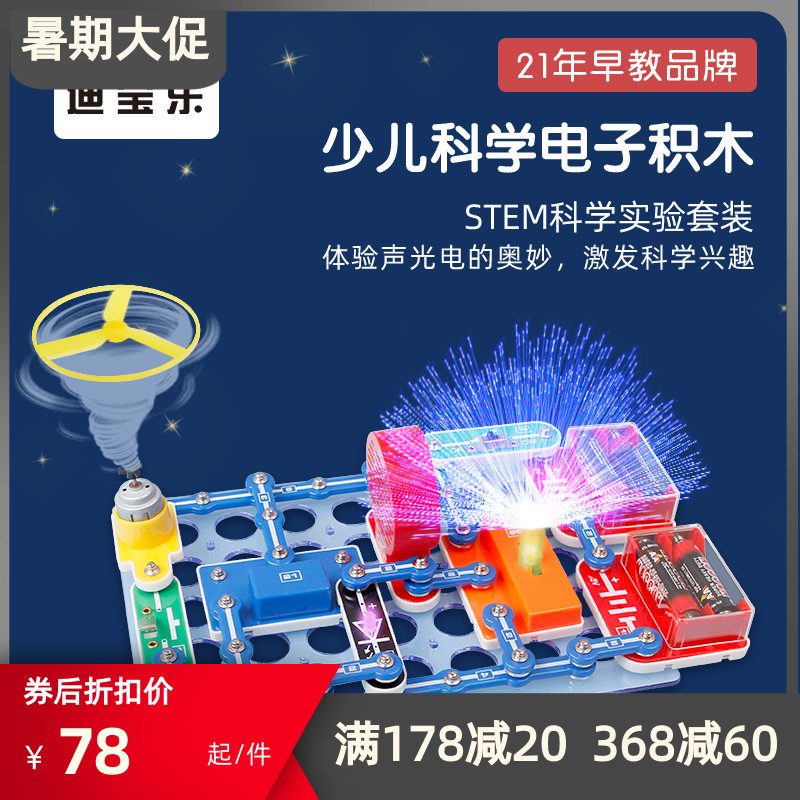 暑期大促
迪宝乐
21年早教品牌
少儿科学电子积木
STEM科学实验套装
体验声光电的奥妙，激发科学兴趣
券后折扣价
¥ 78 起/件
满178减20 368减60